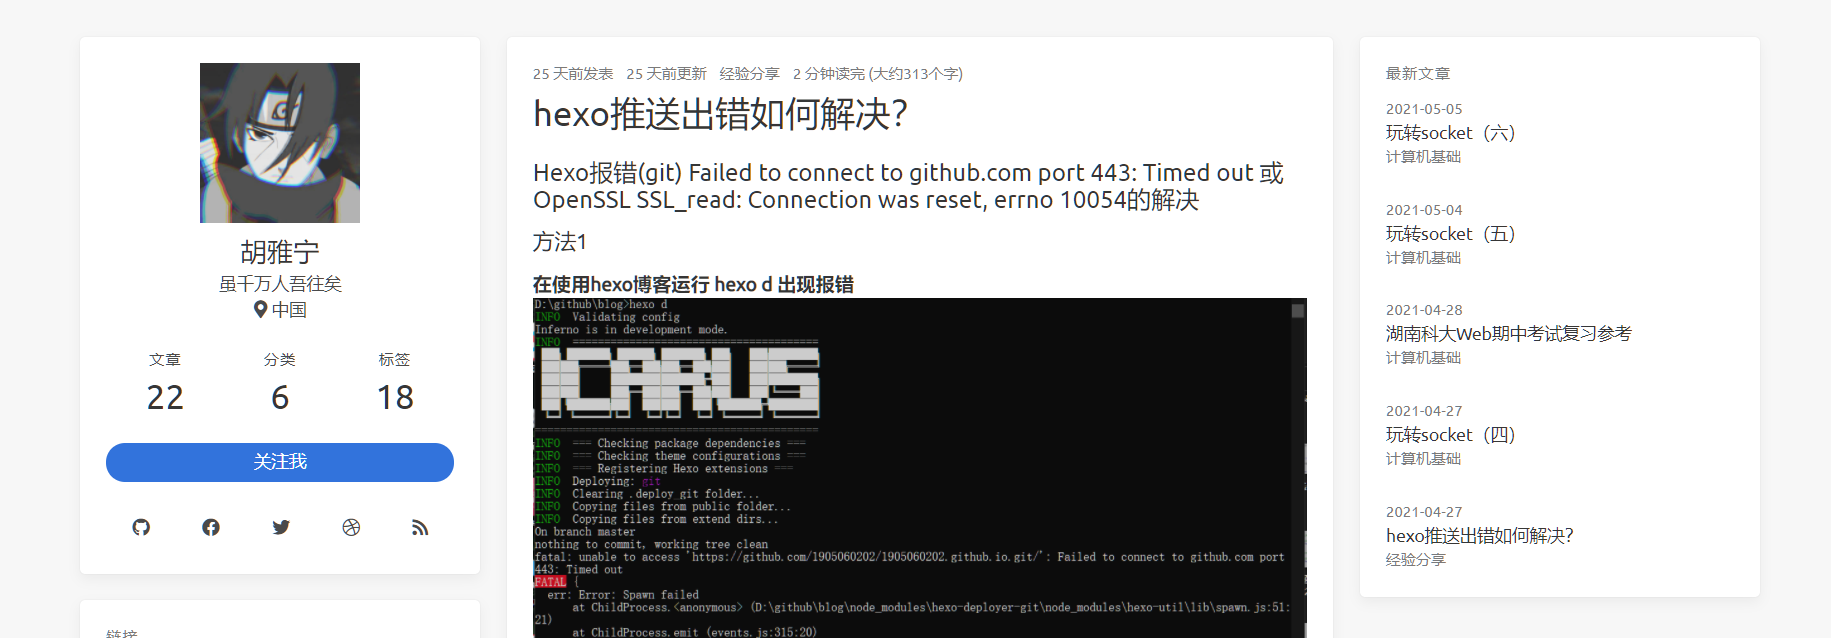 胡雅宁
虽千万人吾往矣
中国
文章 分类 标签
22 6 18
关注我
链接
25 天前发表 25 天前更新 经验分享 2 分钟读完 (大约313个字)
hexo推送出错如何解决?
Hexo报错(git) Failed to connect to github.com port 443: Timed out 或
OpenSSL SSL_read: Connection was reset, errno 10054的解决
方法1
在使用hexo博客运行 hexo d 出现报错
D:\github\blog>hexo d
INFO  Validating config
Inferno is in development mode.
INFO  =======================================
ICARUS
=============================================
INFO  === Checking package dependencies ===
INFO  === Checking theme configurations ===
INFO  === Registering Hexo extensions ===
INFO  Deploying: git
INFO  Clearing .deploy_git folder...
INFO  Copying files from public folder...
INFO  Copying files from extend dirs...
On branch master
nothing to commit, working tree clean
fatal: unable to access 'https://github.com/1905060202/1905060202.github.io.git/': Failed to connect to github.com port
443: Timed out
FATAL {
err: Error: Spawn failed
at ChildProcess.<anonymous> (D:\github\blog\node_modules\hexo-deployer-git\node_modules\hexo-util\lib\spawn.js:51:
21)
at ChildProcess.emit (events.js:315:20)
最新文章
2021-05-05
玩转socket（六）
计算机基础
2021-05-04
玩转socket（五）
计算机基础
2021-04-28
湖南科大Web期中考试复习参考
计算机基础
2021-04-27
玩转socket（四）
计算机基础
2021-04-27
hexo推送出错如何解决?
经验分享